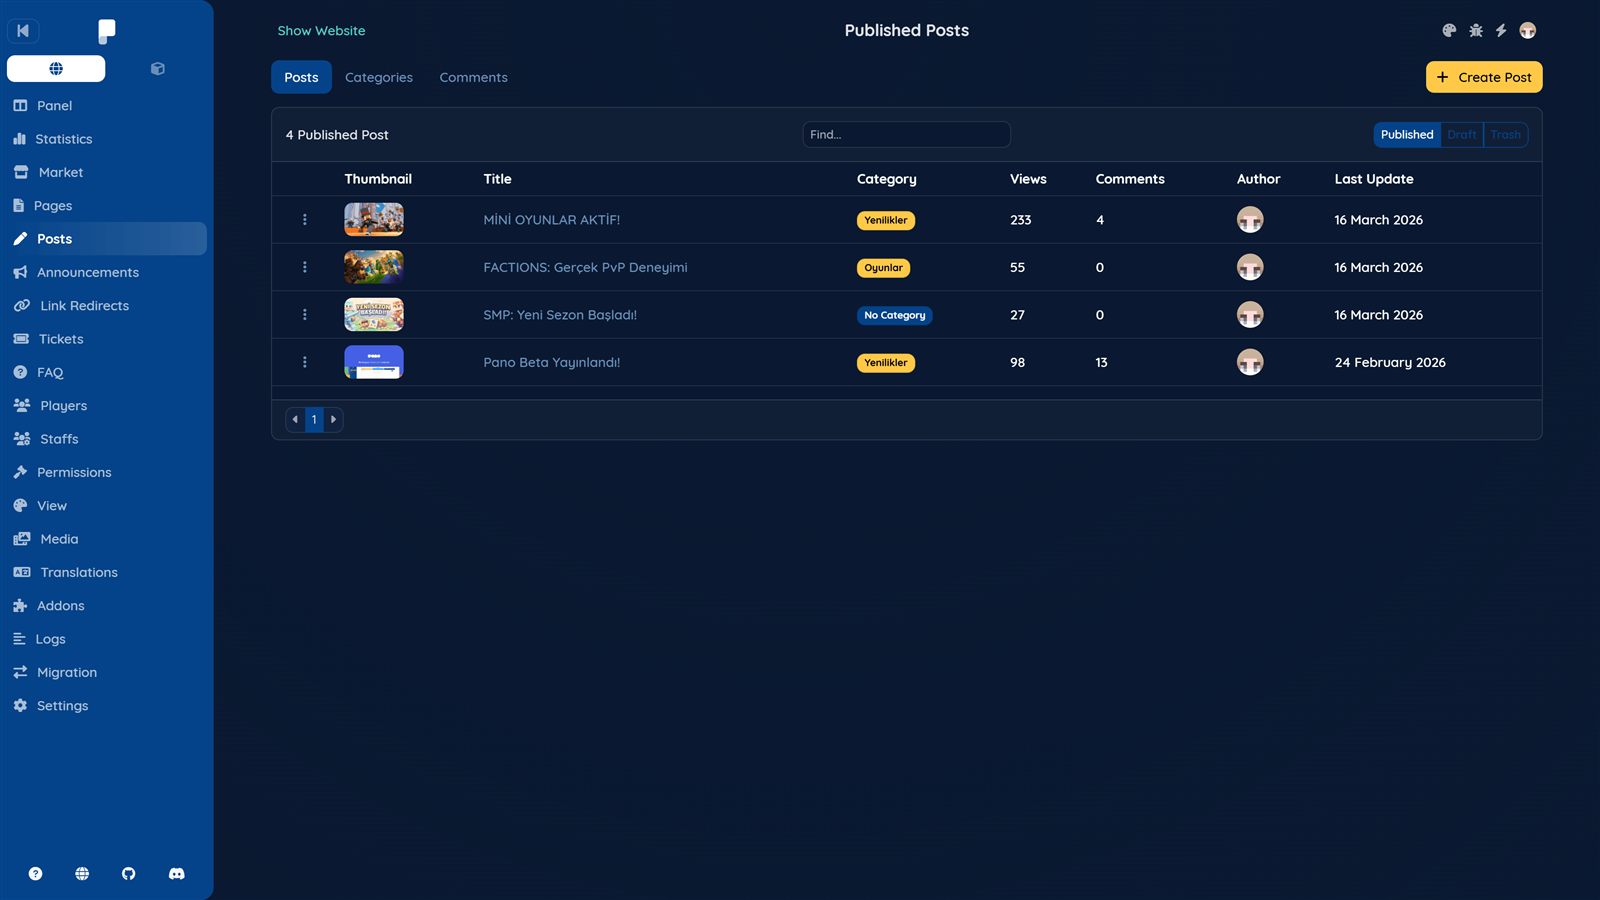 Show Website
Published Posts
Posts
Categories
Comments
Create Post
4 Published Post
Find...
Published
Draft
Trash
Thumbnail
Title
Category
Views
Comments
Author
Last Update
MİNİ OYUNLAR AKTİF!
Yenilikler
233
4
16 March 2026
FACTIONS: Gerçek PvP Deneyimi
Oyunlar
55
0
16 March 2026
YENİ SEZON
BAŞLADI!
SMP: Yeni Sezon Başladı!
No Category
27
0
16 March 2026
Pano Beta Yayınlandı!
Yenilikler
98
13
24 February 2026
1
Panel
Statistics
Market
Pages
Posts
Announcements
Link Redirects
Tickets
FAQ
Players
Staffs
Permissions
View
Media
Translations
Addons
Logs
Migration
Settings